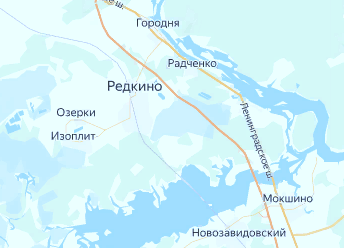 е ш.
Городня
Радченко
Редкино
Озерки
Изоплит
Ленинградское ш.
Мокшино
Новозавидовский